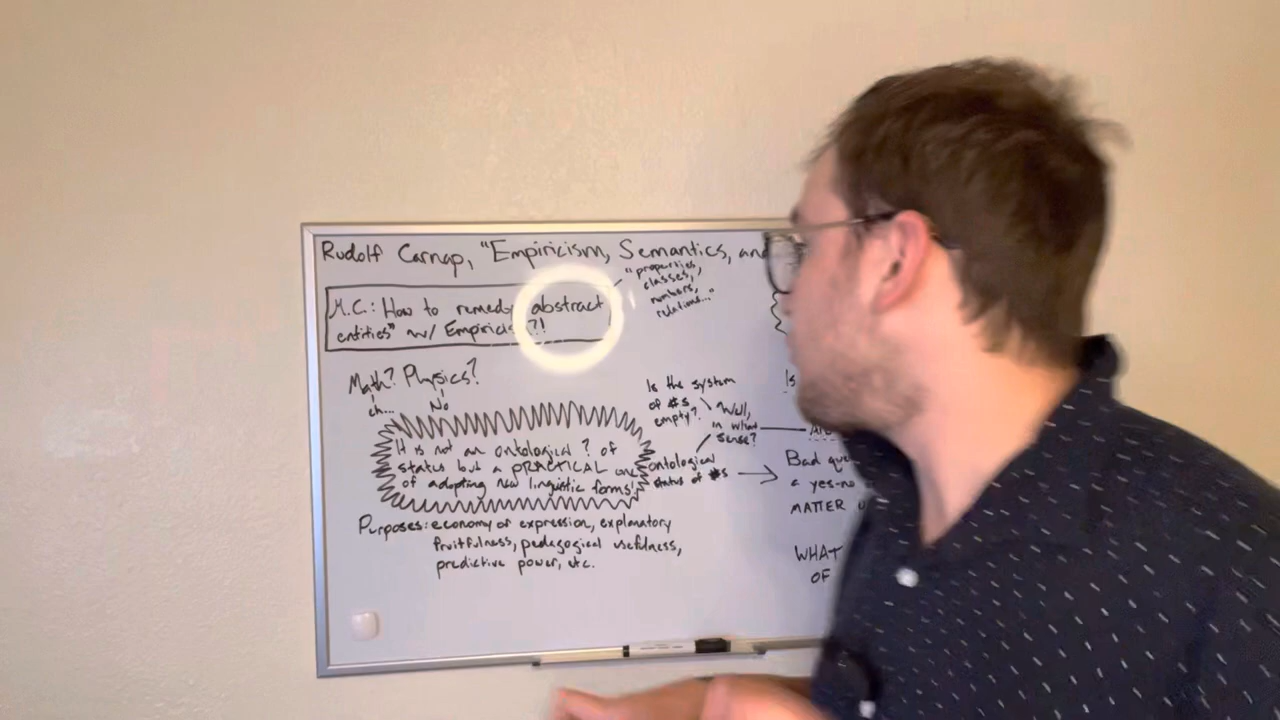 Rudolf Carnap, "Empiricism, Semantics, and
"properties,
classes,
numbers,
relations..."
M.C.: How to remedy abstract
entities" w/ Empiricis ?!
Math? Physics?
eh... No
It is not an ontological ? of
status but a PRACTICAL one
of adopting new linguistic forms!
Purposes: economy of expression, explanatory
fruitfulness, pedagogical usefulness,
predictive power, etc.
Is the system
of #s
empty?
Well,
in what
sense?
ontological
status of #s
Is
Bad que
a yes-no
MATTER
WHAT
OF